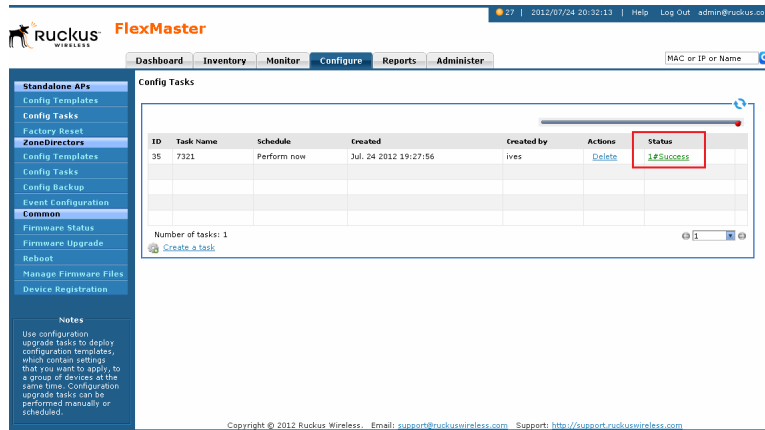 27 | 2012/07/24 20:32:13 | Help Log Out admin@ruckus.co
Ruckus WIRELESS FlexMaster
Dashboard Inventory Monitor Configure Reports Administer MAC or IP or Name
Standalone APs
Config Templates
Config Tasks
Factory Reset
ZoneDirectors
Config Templates
Config Tasks
Config Backup
Event Configuration
Common
Firmware Status
Firmware Upgrade
Reboot
Manage Firmware Files
Device Registration
Notes
Use configuration
upgrade tasks to deploy
configuration templates,
which contain settings
that you want to apply, to
a group of devices at the
same time. Configuration
upgrade tasks can be
performed manually or
scheduled.
Config Tasks
ID Task Name Schedule Created Created by Actions Status
35 7321 Perform now Jul. 24 2012 19:27:56 ives Delete 1#Success
Number of tasks: 1
1
Create a task
Copyright © 2012 Ruckus Wireless. Email: support@ruckuswireless.com Support: http://support.ruckuswireless.com